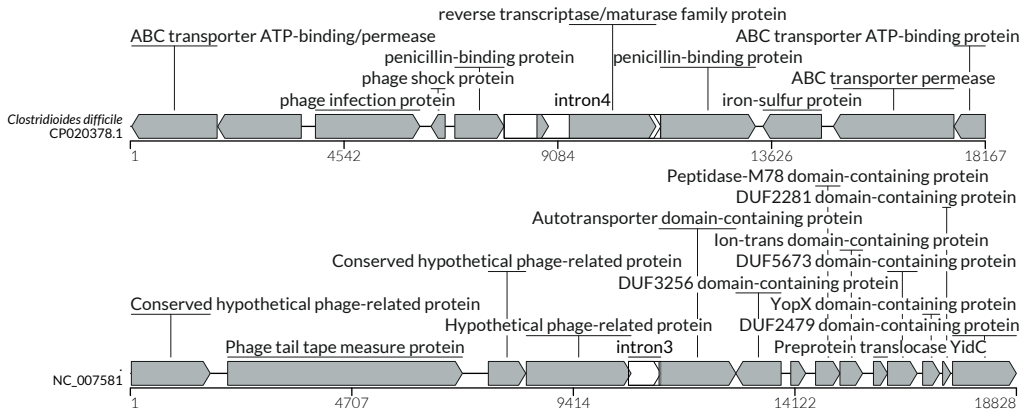 reverse transcriptase/maturase family protein
ABC transporter ATP-binding/permease
ABC transporter ATP-binding protein
penicillin-binding protein
penicillin-binding protein
phage shock protein
ABC transporter permease
phage infection protein
intron4
iron-sulfur protein
Clostridioides difficile
CP020378.1
1 4542 9084 13626 18167
Peptidase-M78 domain-containing protein
DUF2281 domain-containing protein
Autotransporter domain-containing protein
Ion-trans domain-containing protein
Conserved hypothetical phage-related protein
DUF5673 domain-containing protein
DUF3256 domain-containing protein
Conserved hypothetical phage-related protein
YopX domain-containing protein
Hypothetical phage-related protein
DUF2479 domain-containing protein
Phage tail tape measure protein
intron3
Preprotein translocase YidC
NC_007581
1 4707 9414 14122 18828